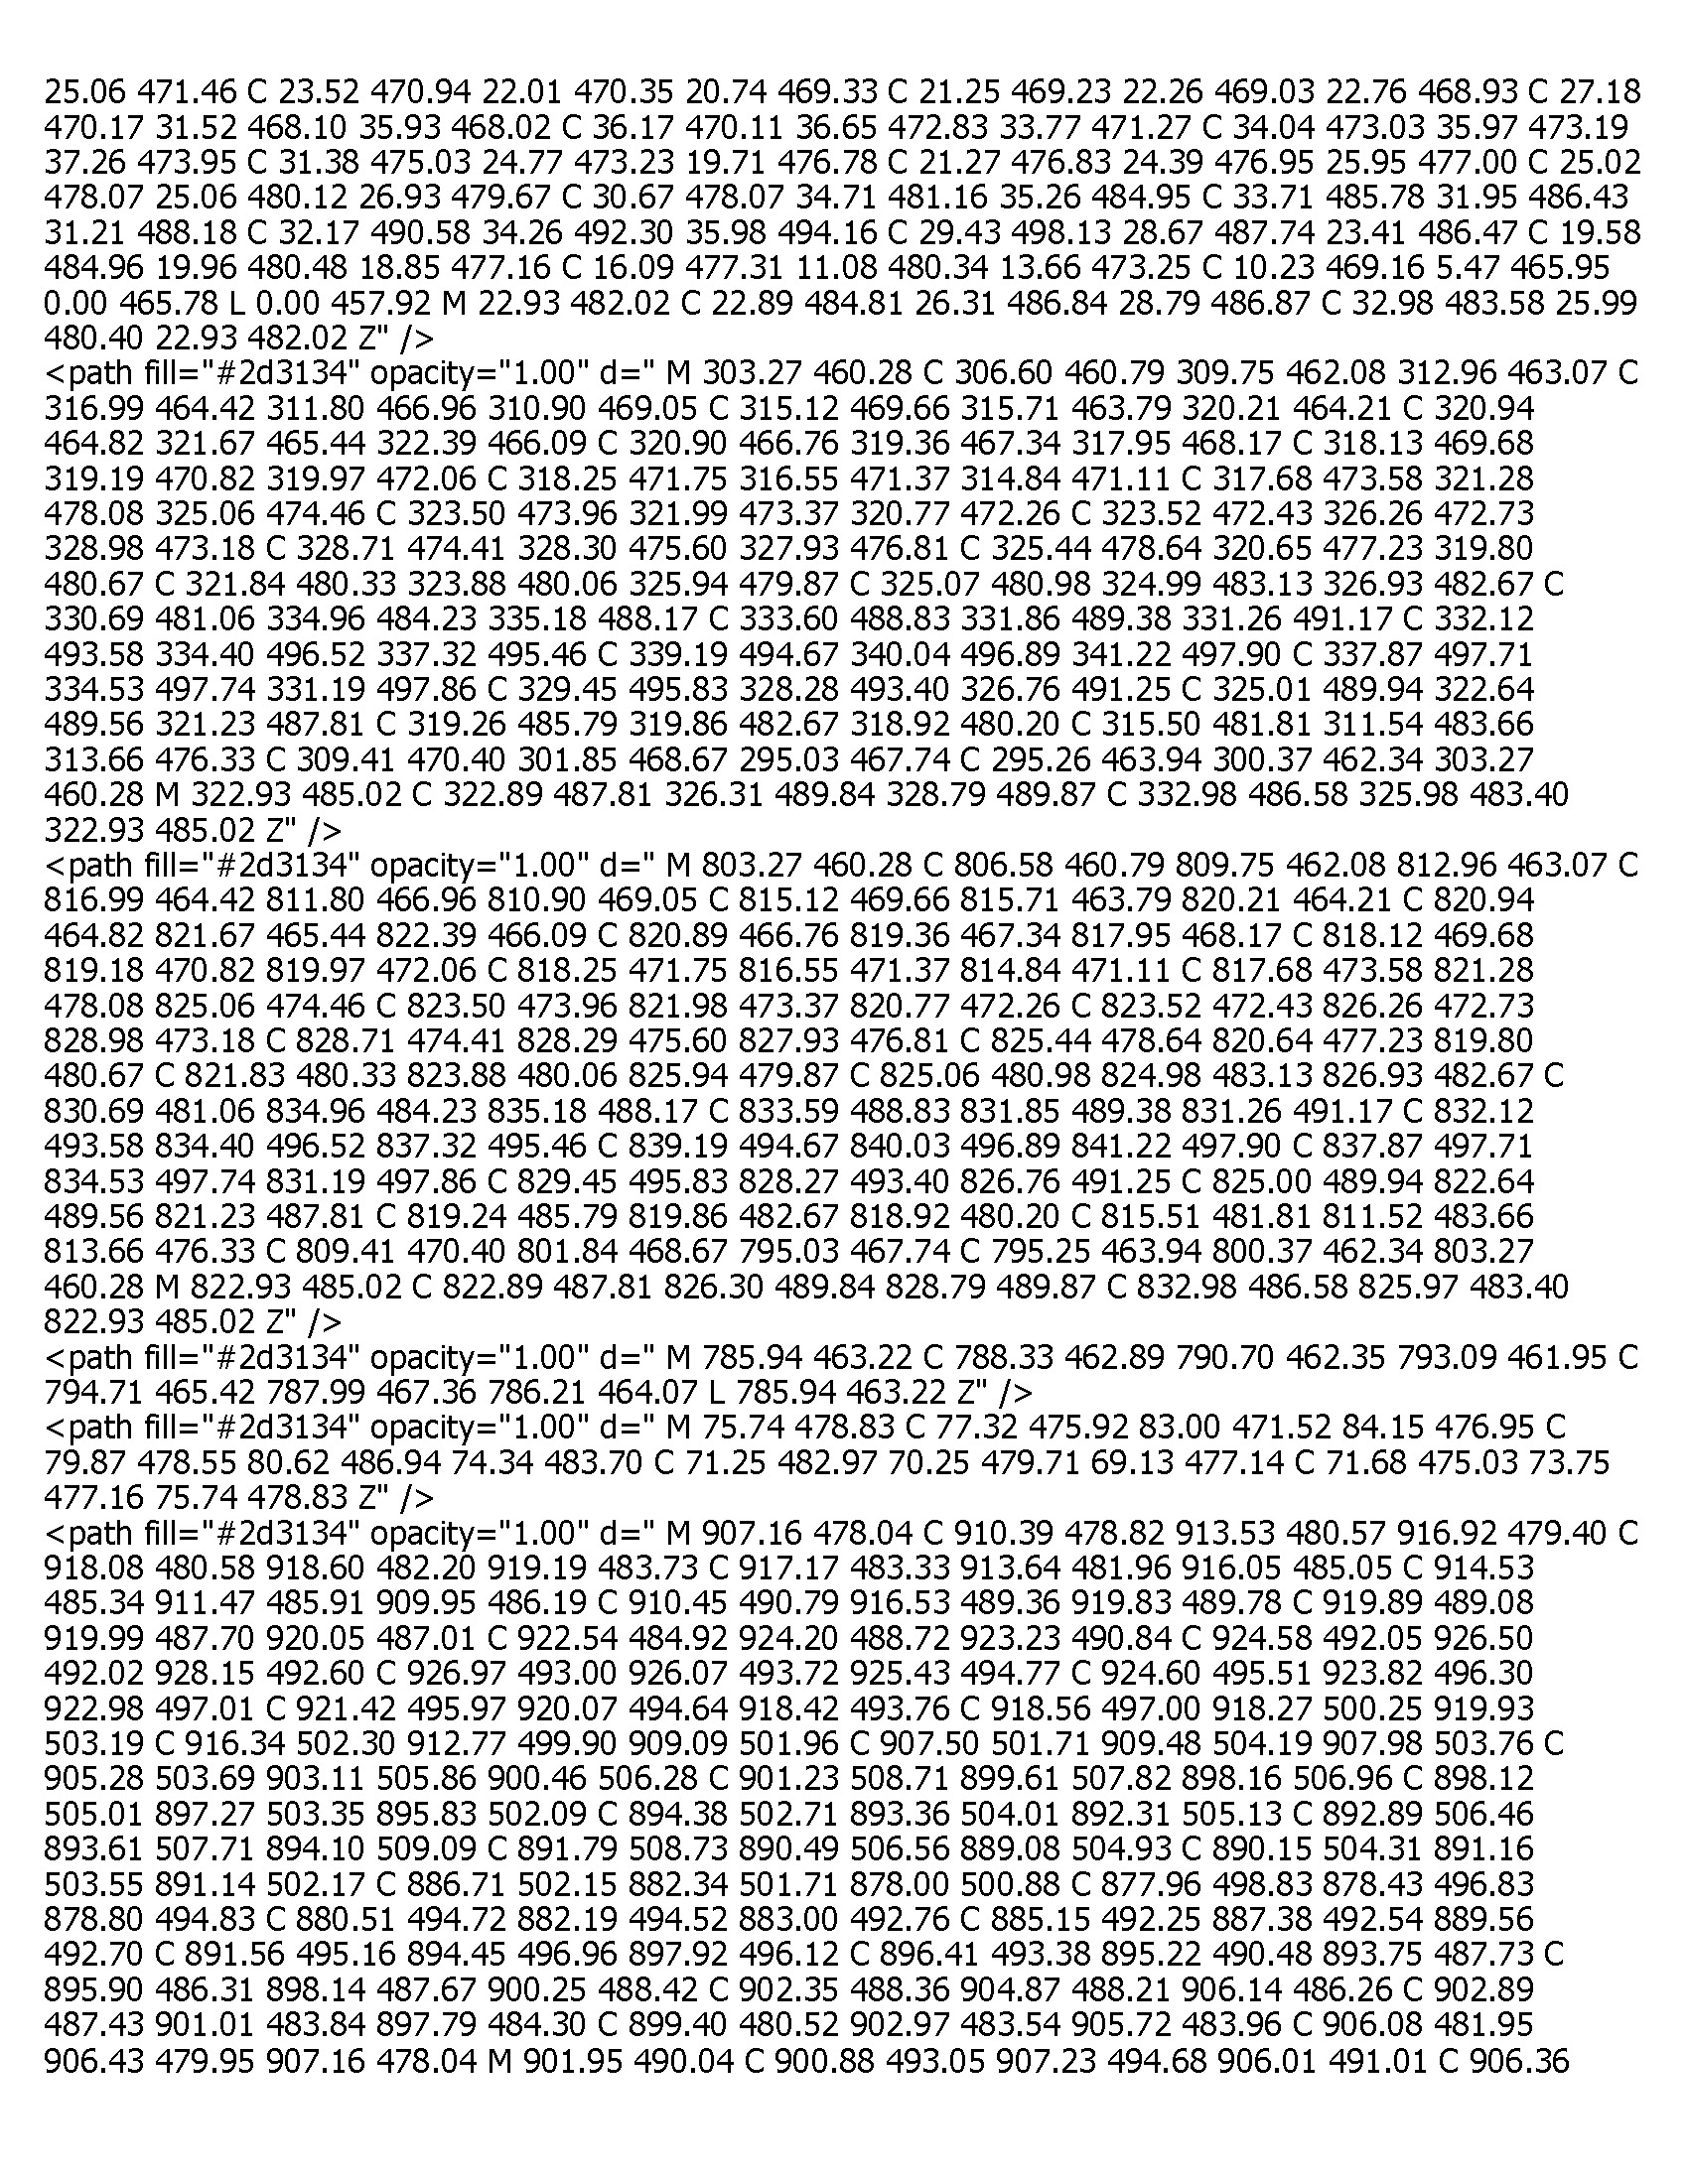 25.06 471.46 C 23.52 470.94 22.01 470.35 20.74 469.33 C 21.25 469.23 22.26 469.03 22.76 468.93 C 27.18
470.17 31.52 468.10 35.93 468.02 C 36.17 470.11 36.65 472.83 33.77 471.27 C 34.04 473.03 35.97 473.19
37.26 473.95 C 31.38 475.03 24.77 473.23 19.71 476.78 C 21.27 476.83 24.39 476.95 25.95 477.00 C 25.02
478.07 25.06 480.12 26.93 479.67 C 30.67 478.07 34.71 481.16 35.26 484.95 C 33.71 485.78 31.95 486.43
31.21 488.18 C 32.17 490.58 34.26 492.30 35.98 494.16 C 29.43 498.13 28.67 487.74 23.41 486.47 C 19.58
484.96 19.96 480.48 18.85 477.16 C 16.09 477.31 11.08 480.34 13.66 473.25 C 10.23 469.16 5.47 465.95
0.00 465.78 L 0.00 457.92 M 22.93 482.02 C 22.89 484.81 26.31 486.84 28.79 486.87 C 32.98 483.58 25.99
480.40 22.93 482.02 Z" />
<path fill="#2d3134" opacity="1.00" d=" M 303.27 460.28 C 306.60 460.79 309.75 462.08 312.96 463.07 C
316.99 464.42 311.80 466.96 310.90 469.05 C 315.12 469.66 315.71 463.79 320.21 464.21 C 320.94
464.82 321.67 465.44 322.39 466.09 C 320.90 466.76 319.36 467.34 317.95 468.17 C 318.13 469.68
319.19 470.82 319.97 472.06 C 318.25 471.75 316.55 471.37 314.84 471.11 C 317.68 473.58 321.28
478.08 325.06 474.46 C 323.50 473.96 321.99 473.37 320.77 472.26 C 323.52 472.43 326.26 472.73
328.98 473.18 C 328.71 474.41 328.30 475.60 327.93 476.81 C 325.44 478.64 320.65 477.23 319.80
480.67 C 321.84 480.33 323.88 480.06 325.94 479.87 C 325.07 480.98 324.99 483.13 326.93 482.67 C
330.69 481.06 334.96 484.23 335.18 488.17 C 333.60 488.83 331.86 489.38 331.26 491.17 C 332.12
493.58 334.40 496.52 337.32 495.46 C 339.19 494.67 340.04 496.89 341.22 497.90 C 337.87 497.71
334.53 497.74 331.19 497.86 C 329.45 495.83 328.28 493.40 326.76 491.25 C 325.01 489.94 322.64
489.56 321.23 487.81 C 319.26 485.79 319.86 482.67 318.92 480.20 C 315.50 481.81 311.54 483.66
313.66 476.33 C 309.41 470.40 301.85 468.67 295.03 467.74 C 295.26 463.94 300.37 462.34 303.27
460.28 M 322.93 485.02 C 322.89 487.81 326.31 489.84 328.79 489.87 C 332.98 486.58 325.98 483.40
322.93 485.02 Z" />
<path fill="#2d3134" opacity="1.00" d=" M 803.27 460.28 C 806.58 460.79 809.75 462.08 812.96 463.07 C
816.99 464.42 811.80 466.96 810.90 469.05 C 815.12 469.66 815.71 463.79 820.21 464.21 C 820.94
464.82 821.67 465.44 822.39 466.09 C 820.89 466.76 819.36 467.34 817.95 468.17 C 818.12 469.68
819.18 470.82 819.97 472.06 C 818.25 471.75 816.55 471.37 814.84 471.11 C 817.68 473.58 821.28
478.08 825.06 474.46 C 823.50 473.96 821.98 473.37 820.77 472.26 C 823.52 472.43 826.26 472.73
828.98 473.18 C 828.71 474.41 828.29 475.60 827.93 476.81 C 825.44 478.64 820.64 477.23 819.80
480.67 C 821.83 480.33 823.88 480.06 825.94 479.87 C 825.06 480.98 824.98 483.13 826.93 482.67 C
830.69 481.06 834.96 484.23 835.18 488.17 C 833.59 488.83 831.85 489.38 831.26 491.17 C 832.12
493.58 834.40 496.52 837.32 495.46 C 839.19 494.67 840.03 496.89 841.22 497.90 C 837.87 497.71
834.53 497.74 831.19 497.86 C 829.45 495.83 828.27 493.40 826.76 491.25 C 825.00 489.94 822.64
489.56 821.23 487.81 C 819.24 485.79 819.86 482.67 818.92 480.20 C 815.51 481.81 811.52 483.66
813.66 476.33 C 809.41 470.40 801.84 468.67 795.03 467.74 C 795.25 463.94 800.37 462.34 803.27
460.28 M 822.93 485.02 C 822.89 487.81 826.30 489.84 828.79 489.87 C 832.98 486.58 825.97 483.40
822.93 485.02 Z" />
<path fill="#2d3134" opacity="1.00" d=" M 785.94 463.22 C 788.33 462.89 790.70 462.35 793.09 461.95 C
794.71 465.42 787.99 467.36 786.21 464.07 L 785.94 463.22 Z" />
<path fill="#2d3134" opacity="1.00" d=" M 75.74 478.83 C 77.32 475.92 83.00 471.52 84.15 476.95 C
79.87 478.55 80.62 486.94 74.34 483.70 C 71.25 482.97 70.25 479.71 69.13 477.14 C 71.68 475.03 73.75
477.16 75.74 478.83 Z" />
<path fill="#2d3134" opacity="1.00" d=" M 907.16 478.04 C 910.39 478.82 913.53 480.57 916.92 479.40 C
918.08 480.58 918.60 482.20 919.19 483.73 C 917.17 483.33 913.64 481.96 916.05 485.05 C 914.53
485.34 911.47 485.91 909.95 486.19 C 910.45 490.79 916.53 489.36 919.83 489.78 C 919.89 489.08
919.99 487.70 920.05 487.01 C 922.54 484.92 924.20 488.72 923.23 490.84 C 924.58 492.05 926.50
492.02 928.15 492.60 C 926.97 493.00 926.07 493.72 925.43 494.77 C 924.60 495.51 923.82 496.30
922.98 497.01 C 921.42 495.97 920.07 494.64 918.42 493.76 C 918.56 497.00 918.27 500.25 919.93
503.19 C 916.34 502.30 912.77 499.90 909.09 501.96 C 907.50 501.71 909.48 504.19 907.98 503.76 C
905.28 503.69 903.11 505.86 900.46 506.28 C 901.23 508.71 899.61 507.82 898.16 506.96 C 898.12
505.01 897.27 503.35 895.83 502.09 C 894.38 502.71 893.36 504.01 892.31 505.13 C 892.89 506.46
893.61 507.71 894.10 509.09 C 891.79 508.73 890.49 506.56 889.08 504.93 C 890.15 504.31 891.16
503.55 891.14 502.17 C 886.71 502.15 882.34 501.71 878.00 500.88 C 877.96 498.83 878.43 496.83
878.80 494.83 C 880.51 494.72 882.19 494.52 883.00 492.76 C 885.15 492.25 887.38 492.54 889.56
492.70 C 891.56 495.16 894.45 496.96 897.92 496.12 C 896.41 493.38 895.22 490.48 893.75 487.73 C
895.90 486.31 898.14 487.67 900.25 488.42 C 902.35 488.36 904.87 488.21 906.14 486.26 C 902.89
487.43 901.01 483.84 897.79 484.30 C 899.40 480.52 902.97 483.54 905.72 483.96 C 906.08 481.95
906.43 479.95 907.16 478.04 M 901.95 490.04 C 900.88 493.05 907.23 494.68 906.01 491.01 C 906.36